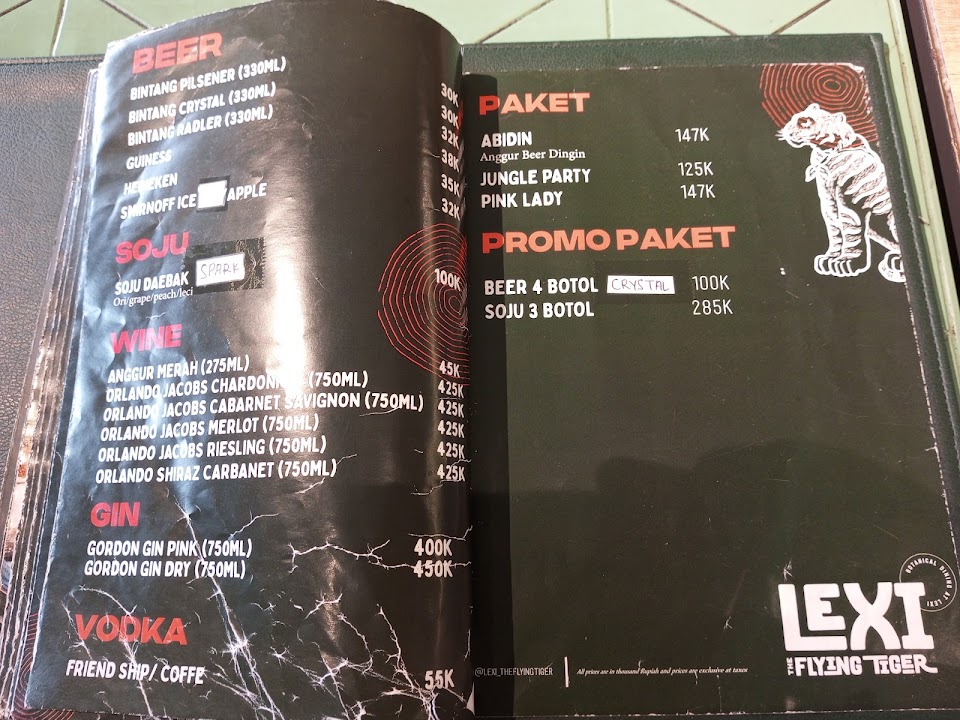 BEER
BINTANG PILSENER (330ML) 30K
BINTANG CRYSTAL (330ML) 30K
BINTANG RADLER (330ML) 32K
GUINESS 38K
HEINEKEN 35K
SMIRNOFF ICE APPLE 32K
SOJU
SOJU DAEBAK SPARK 100K
Ori/grape/peach/leci
WINE
ANGGUR MERAH (275ML) 45K
ORLANDO JACOBS CHARDONNAY (750ML) 425K
ORLANDO JACOBS CABARNET SAVIGNON (750ML) 425K
ORLANDO JACOBS MERLOT (750ML) 425K
ORLANDO JACOBS RIESLING (750ML) 425K
ORLANDO SHIRAZ CARBANET (750ML) 425K
GIN
GORDON GIN PINK (750ML) 400K
GORDON GIN DRY (750ML) 450K
VODKA
FRIEND SHIP/ COFFE 55K
PAKET
ABIDIN 147K
Anggur Beer Dingin
JUNGLE PARTY 125K
PINK LADY 147K
PROMO PAKET
BEER 4 BOTOL CRYSTAL 100K
SOJU 3 BOTOL 285K
BOTANICAL DINING AT LEXI
LEXI
THE FLYING TIGER
@LEXI_THEFLYINGTIGER
All prices are in thousand Rupiah and prices are exclusive of taxes